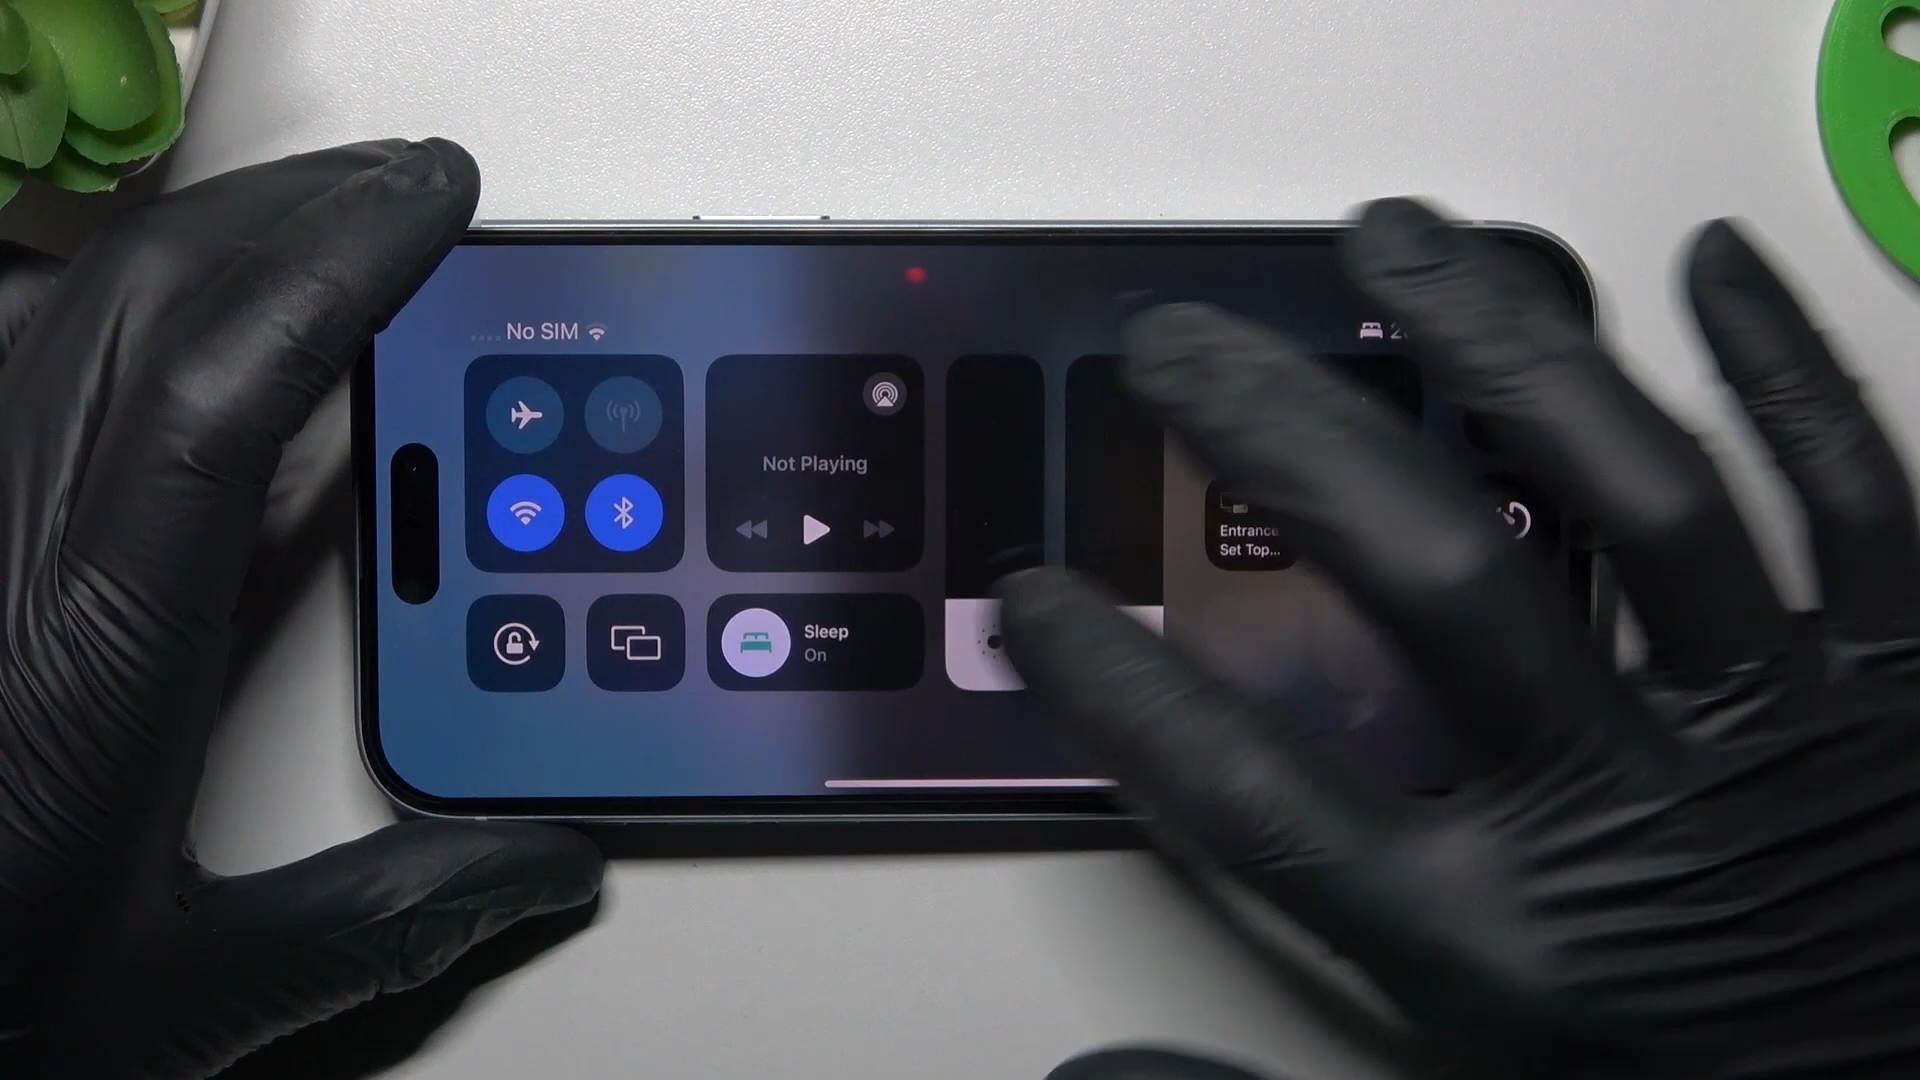 No SIM
Not Playing
Entrance
Set Top...
Sleep
On